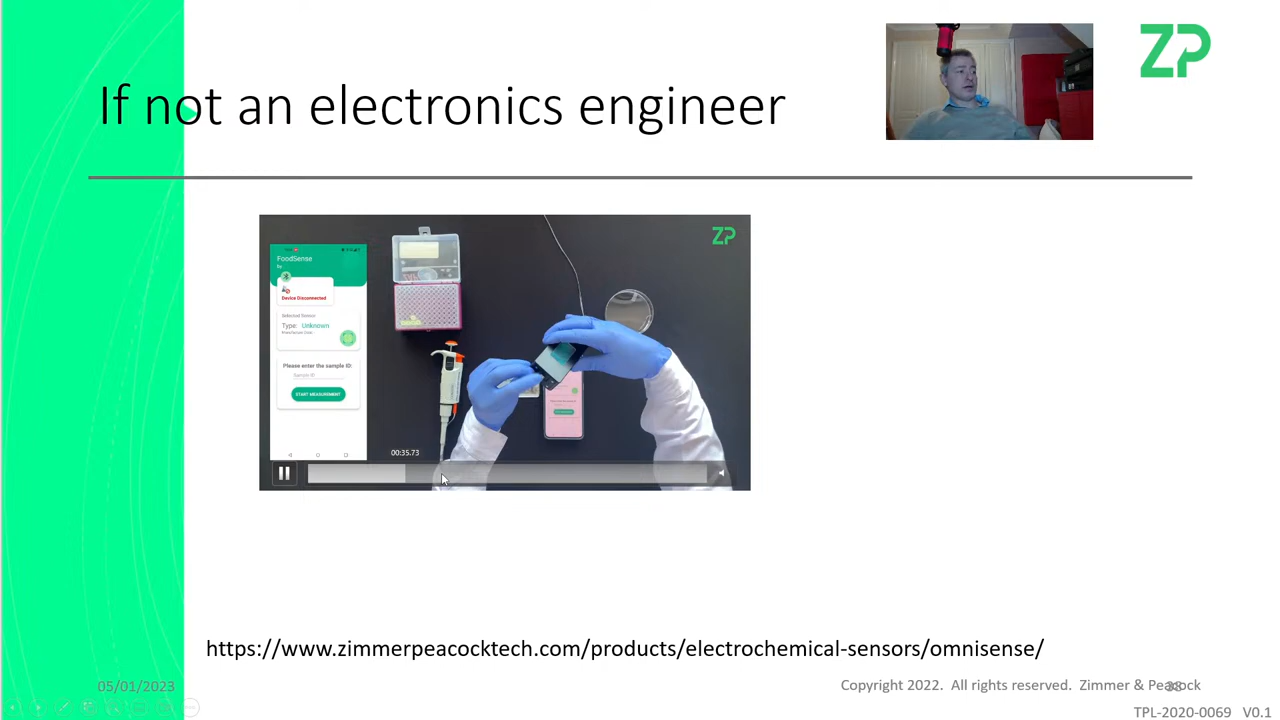 If not an electronics engineer
ZP
ZP
FoodSense
by
Device Disconnected
Selected Sensor
Type: Unknown
Please enter the sample ID:
Sample ID
START MEASUREMENT
00:35.73
https://www.zimmerpeacocktech.com/products/electrochemical-sensors/omnisense/
05/01/2023
Copyright 2022. All rights reserved. Zimmer & Peacock
TPL-2020-0069 V0.1